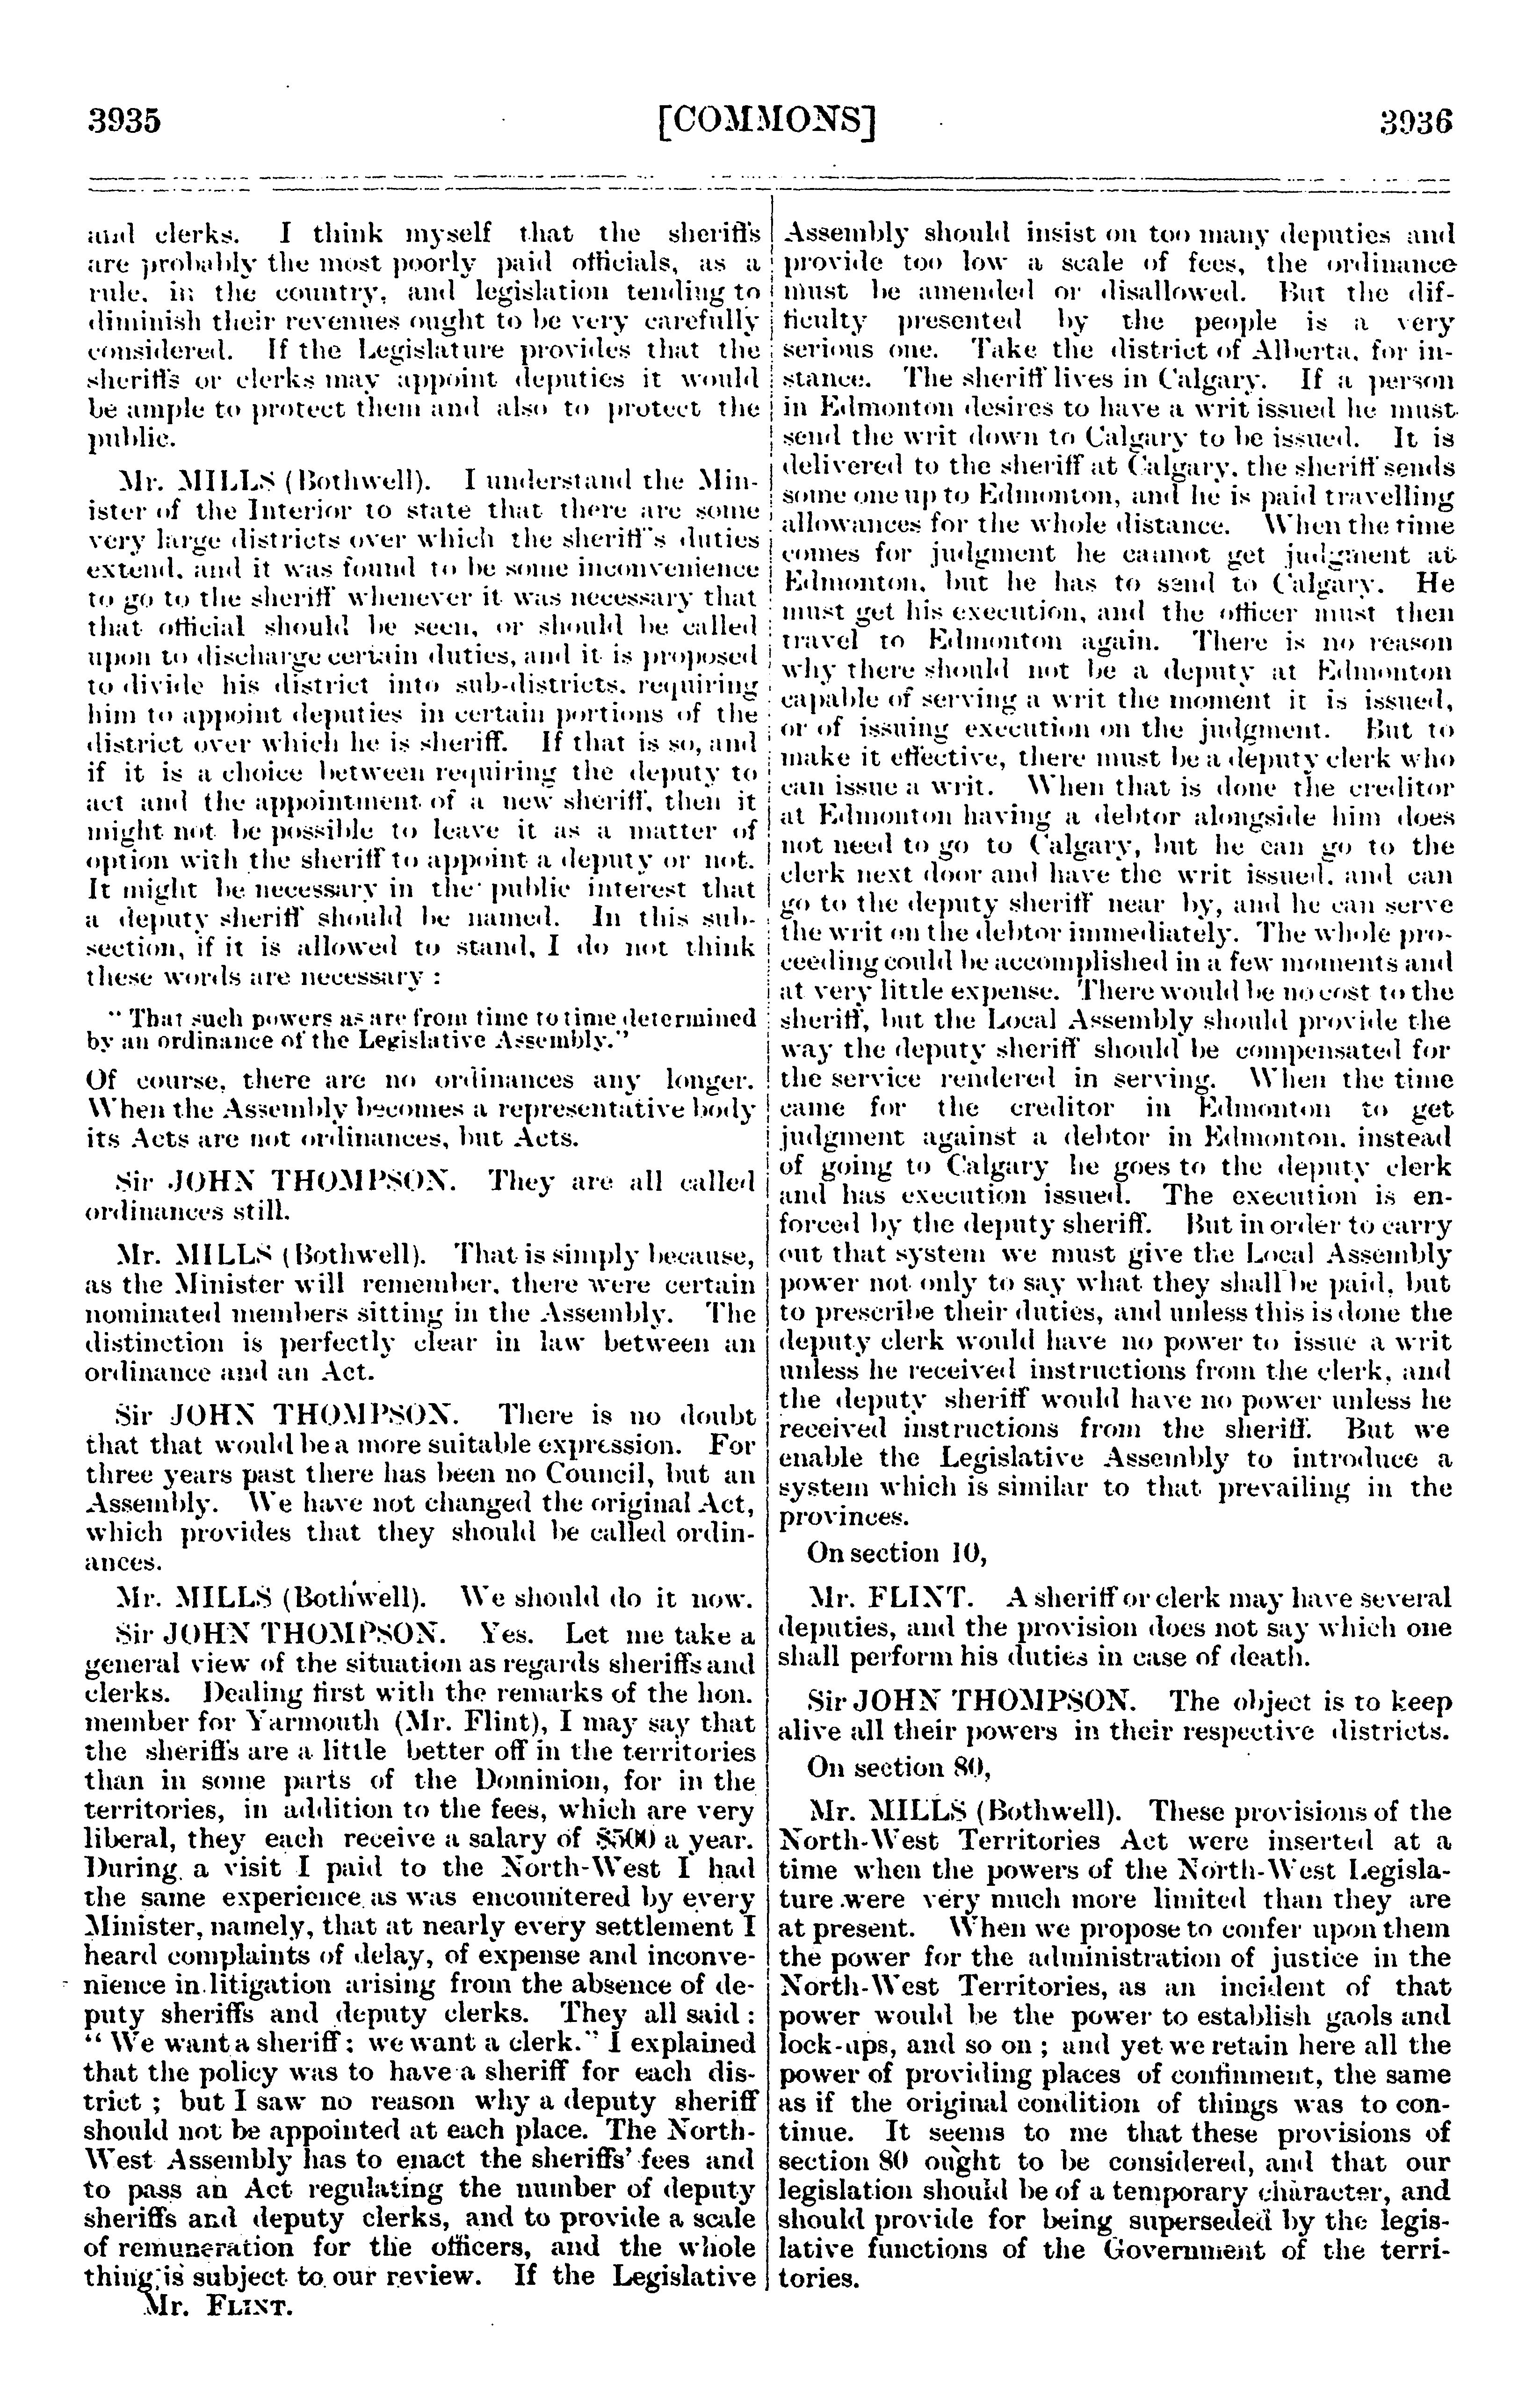 3935 [COMMONS] 3936
and clerks. I think myself that the sheriffs
are probably the most poorly paid officials, as a
rule, in the country, and legislation tending to
diminish their revenues ought to be very carefully
considered. If the Legislature provides that the
sheriffs or clerks may appoint deputies it would
be ample to protect them and also to protect the
public.
Mr. MILLS (Bothwell). I understand the Min-
ister of the Interior to state that there are some
very large districts over which the sheriff's duties
extend, and it was found to be some inconvenience
to go to the sheriff whenever it was necessary that
that official should be seen, or should be called
upon to discharge certain duties, and it is proposed
to divide his district into sub-districts, requiring
him to appoint deputies in certain portions of the
district over which he is sheriff. If that is so, and
if it is a choice between requiring the deputy to
act and the appointment of a new sheriff, then it
might not be possible to leave it as a matter of
option with the sheriff to appoint a deputy or not.
It might be necessary in the public interest that
a deputy sheriff should be named. In this sub-
section, if it is allowed to stand, I do not think
these words are necessary :
" That such powers as are from time to time determined
by an ordinance of the Legislative Assembly."
Of course, there are no ordinances any longer.
When the Assembly becomes a representative body
its Acts are not ordinances, but Acts.
Sir JOHN THOMPSON. They are all called
ordinances still.
Mr. MILLS (Bothwell). That is simply because,
as the Minister will remember, there were certain
nominated members sitting in the Assembly. The
distinction is perfectly clear in law between an
ordinance and an Act.
Sir JOHN THOMPSON. There is no doubt
that that would be a more suitable expression. For
three years past there has been no Council, but an
Assembly. We have not changed the original Act,
which provides that they should be called ordin-
ances.
Mr. MILLS (Bothwell). We should do it now.
Sir JOHN THOMPSON. Yes. Let me take a
general view of the situation as regards sheriffs and
clerks. Dealing first with the remarks of the hon.
member for Yarmouth (Mr. Flint), I may say that
the sheriffs are a little better off in the territories
than in some parts of the Dominion, for in the
territories, in addition to the fees, which are very
liberal, they each receive a salary of $500 a year.
During a visit I paid to the North-West I had
the same experience as was encountered by every
Minister, namely, that at nearly every settlement I
heard complaints of delay, of expense and inconve-
nience in litigation arising from the absence of de-
puty sheriffs and deputy clerks. They all said :
" We want a sheriff ; we want a clerk." I explained
that the policy was to have a sheriff for each dis-
trict ; but I saw no reason why a deputy sheriff
should not be appointed at each place. The North-
West Assembly has to enact the sheriffs' fees and
to pass an Act regulating the number of deputy
sheriffs and deputy clerks, and to provide a scale
of remuneration for the officers, and the whole
thing is subject to our review. If the Legislative
Mr. FLINT.
Assembly should insist on too many deputies and
provide too low a scale of fees, the ordinance
must be amended or disallowed. But the dif-
ficulty presented by the people is a very
serious one. Take the district of Alberta, for in-
stance. The sheriff lives in Calgary. If a person
in Edmonton desires to have a writ issued he must
send the writ down to Calgary to be issued. It is
delivered to the sheriff at Calgary, the sheriff sends
some one up to Edmonton, and he is paid travelling
allowances for the whole distance. When the time
comes for judgment he cannot get judgment at
Edmonton, but he has to send to Calgary. He
must get his execution, and the officer must then
travel to Edmonton again. There is no reason
why there should not be a deputy at Edmonton
capable of serving a writ the moment it is issued,
or of issuing execution on the judgment. But to
make it effective, there must be a deputy clerk who
can issue a writ. When that is done the creditor
at Edmonton having a debtor alongside him does
not need to go to Calgary, but he can go to the
clerk next door and have the writ issued, and can
go to the deputy sheriff near by, and he can serve
the writ on the debtor immediately. The whole pro-
ceeding could be accomplished in a few moments and
at very little expense. There would be no cost to the
sheriff, but the Local Assembly should provide the
way the deputy sheriff should be compensated for
the service rendered in serving. When the time
came for the creditor in Edmonton to get
judgment against a debtor in Edmonton, instead
of going to Calgary he goes to the deputy clerk
and has execution issued. The execution is en-
forced by the deputy sheriff. But in order to carry
out that system we must give the Local Assembly
power not only to say what they shall be paid, but
to prescribe their duties, and unless this is done the
deputy clerk would have no power to issue a writ
unless he received instructions from the clerk, and
the deputy sheriff would have no power unless he
received instructions from the sheriff. But we
enable the Legislative Assembly to introduce a
system which is similar to that prevailing in the
provinces.
On section 10,
Mr. FLINT. A sheriff or clerk may have several
deputies, and the provision does not say which one
shall perform his duties in case of death.
Sir JOHN THOMPSON. The object is to keep
alive all their powers in their respective districts.
On section 80,
Mr. MILLS (Bothwell). These provisions of the
North-West Territories Act were inserted at a
time when the powers of the North-West Legisla-
ture were very much more limited than they are
at present. When we propose to confer upon them
the power for the administration of justice in the
North-West Territories, as an incident of that
power would be the power to establish gaols and
lock-ups, and so on ; and yet we retain here all the
power of providing places of confinment, the same
as if the original condition of things was to con-
tinue. It seems to me that these provisions of
section 80 ought to be considered, and that our
legislation should be of a temporary character, and
should provide for being superseded by the legis-
lative functions of the Government of the terri-
tories.